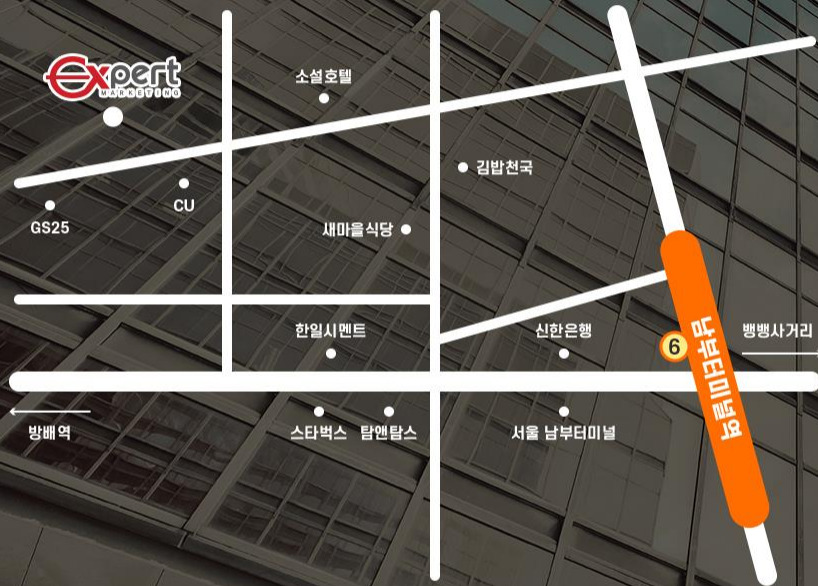 expert
MARKETING
소설호텔
김밥천국
CU
GS25
새마을식당
한일시멘트
신한은행
6
남부터미널역
뱅뱅사거리
방배역
스타벅스
탐앤탐스
서울 남부터미널